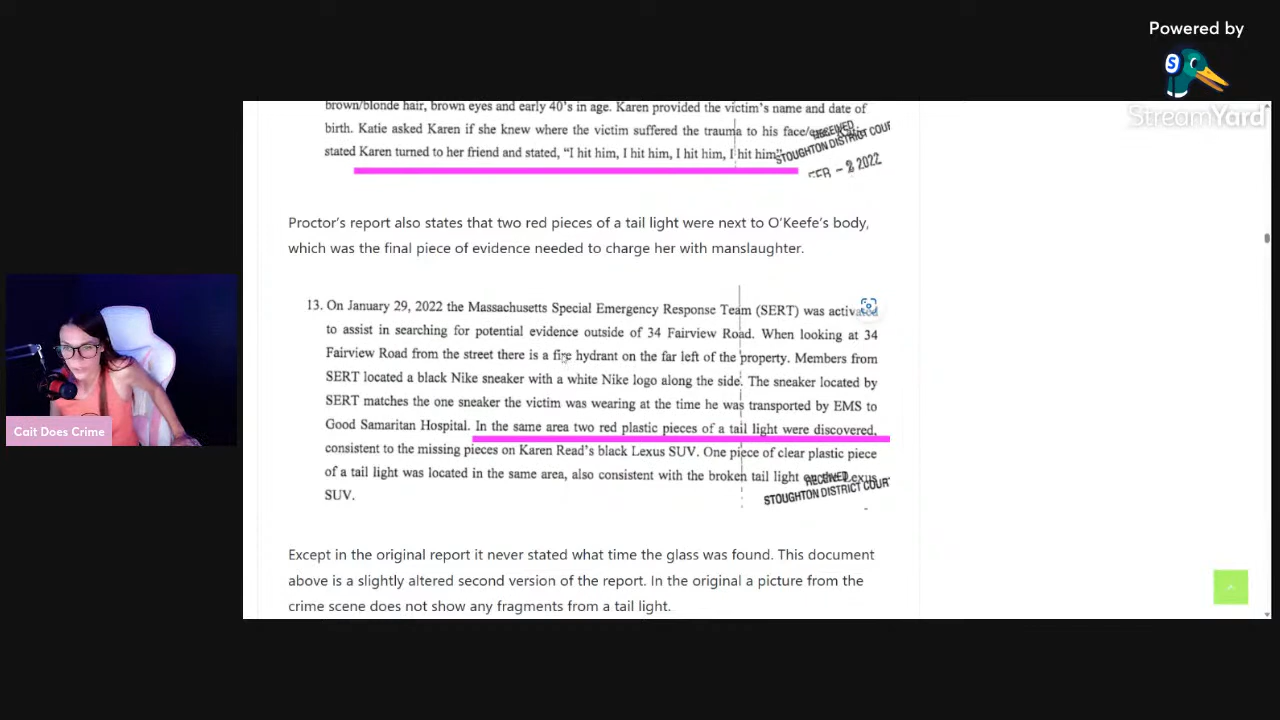 Powered by
StreamYard
brown/blonde hair, brown eyes and early 40's in age. Karen provided the victim's name and date of
birth. Katie asked Karen if she knew where the victim suffered the trauma to his face/
stated Karen turned to her friend and stated, "I hit him, I hit him, I hit him, I hit him"
RECEIVED
STOUGHTON DISTRICT COUR
FEB - 2 2022
Proctor's report also states that two red pieces of a tail light were next to O'Keefe's body,
which was the final piece of evidence needed to charge her with manslaughter.
13. On January 29, 2022 the Massachusetts Special Emergency Response Team (SERT) was activated
to assist in searching for potential evidence outside of 34 Fairview Road. When looking at 34
Fairview Road from the street there is a fire hydrant on the far left of the property. Members from
SERT located a black Nike sneaker with a white Nike logo along the side. The sneaker located by
SERT matches the one sneaker the victim was wearing at the time he was transported by EMS to
Good Samaritan Hospital. In the same area two red plastic pieces of a tail light were discovered,
consistent to the missing pieces on Karen Read's black Lexus SUV. One piece of clear plastic piece
of a tail light was located in the same area, also consistent with the broken tail light Lexus
SUV.
RECEIVED
STOUGHTON DISTRICT COUR
Except in the original report it never stated what time the glass was found. This document
above is a slightly altered second version of the report. In the original a picture from the
crime scene does not show any fragments from a tail light.
Cait Does Crime